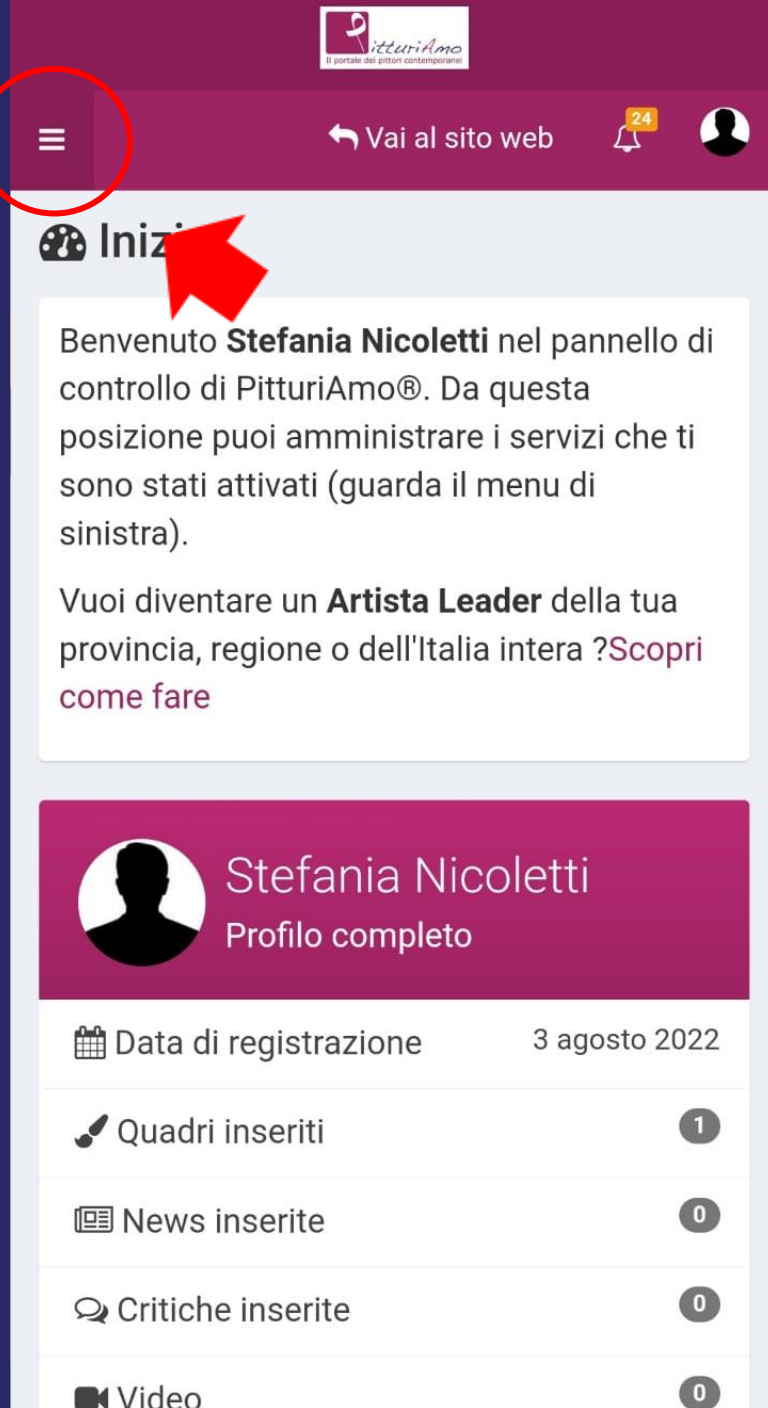 PitturiAmo
Il portale dei pittori contemporanei
Vai al sito web
24
Iniz
Benvenuto Stefania Nicoletti nel pannello di
controllo di PitturiAmo®. Da questa
posizione puoi amministrare i servizi che ti
sono stati attivati (guarda il menu di
sinistra).
Vuoi diventare un Artista Leader della tua
provincia, regione o dell'Italia intera ?Scopri
come fare
Stefania Nicoletti
Profilo completo
Data di registrazione 3 agosto 2022
Quadri inseriti 1
News inserite 0
Critiche inserite 0
Video 0